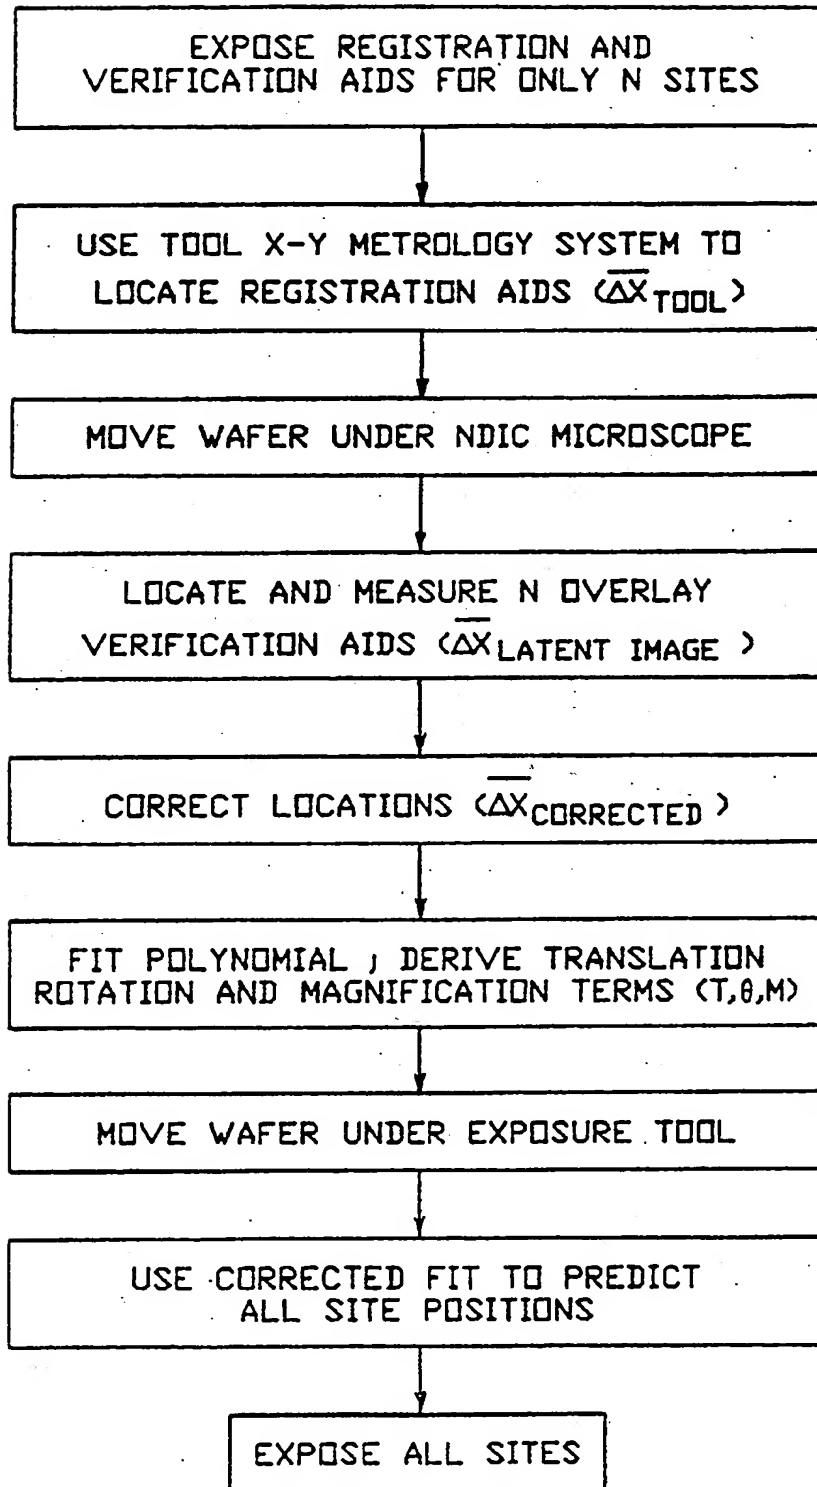 EXPOSE REGISTRATION AND
VERIFICATION AIDS FOR ONLY N SITES
USE TOOL X-Y METROLOGY SYSTEM TO
LOCATE REGISTRATION AIDS (Δ̅X̅ TOOL)
MOVE WAFER UNDER NDIC MICROSCOPE
LOCATE AND MEASURE N OVERLAY
VERIFICATION AIDS (Δ̅X̅ LATENT IMAGE )
CORRECT LOCATIONS (Δ̅X̅ CORRECTED )
FIT POLYNOMIAL ; DERIVE TRANSLATION
ROTATION AND MAGNIFICATION TERMS (T,θ,M)
MOVE WAFER UNDER EXPOSURE TOOL
USE CORRECTED FIT TO PREDICT
ALL SITE POSITIONS
EXPOSE ALL SITES